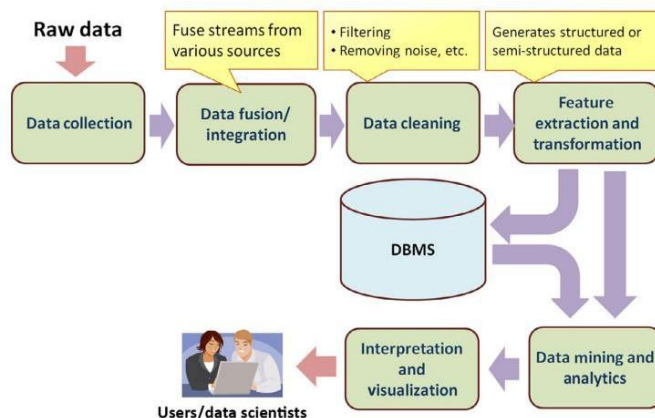 Raw data
Fuse streams from
various sources
• Filtering
• Removing noise, etc.
Generates structured or
semi-structured data
Data collection
Data fusion/
integration
Data cleaning
Feature
extraction and
transformation
DBMS
Data mining and
analytics
Interpretation
and
visualization
Users/data scientists